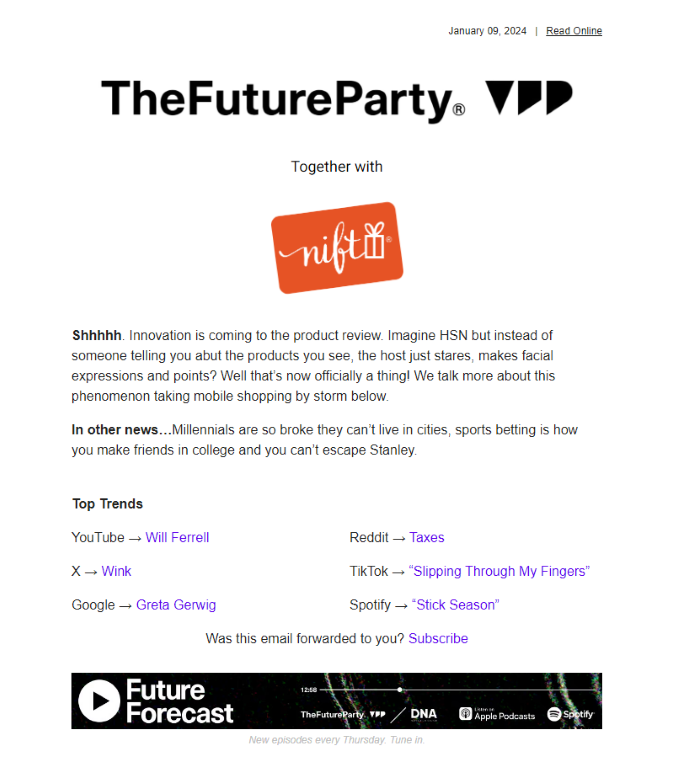 January 09, 2024 | Read Online
TheFutureParty®
Together with
nift®
Shhhhh. Innovation is coming to the product review. Imagine HSN but instead of
someone telling you abut the products you see, the host just stares, makes facial
expressions and points? Well that's now officially a thing! We talk more about this
phenomenon taking mobile shopping by storm below.
In other news…Millennials are so broke they can't live in cities, sports betting is how
you make friends in college and you can't escape Stanley.
Top Trends
YouTube → Will Ferrell
Reddit → Taxes
X → Wink
TikTok → “Slipping Through My Fingers”
Google → Greta Gerwig
Spotify → “Stick Season”
Was this email forwarded to you? Subscribe
Future
Forecast
12:58
TheFutureParty
DNA
Listen on
Apple Podcasts
Spotify
New episodes every Thursday. Tune In.